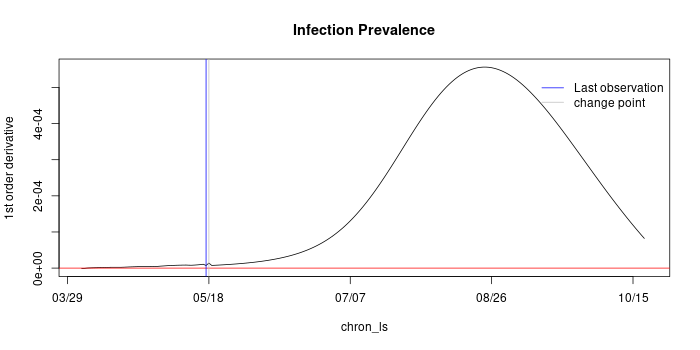 Infection Prevalence
1st order derivative
4e-04
2e-04
0e+00
Last observation
change point
03/29 05/18 07/07 08/26 10/15
chron_ls